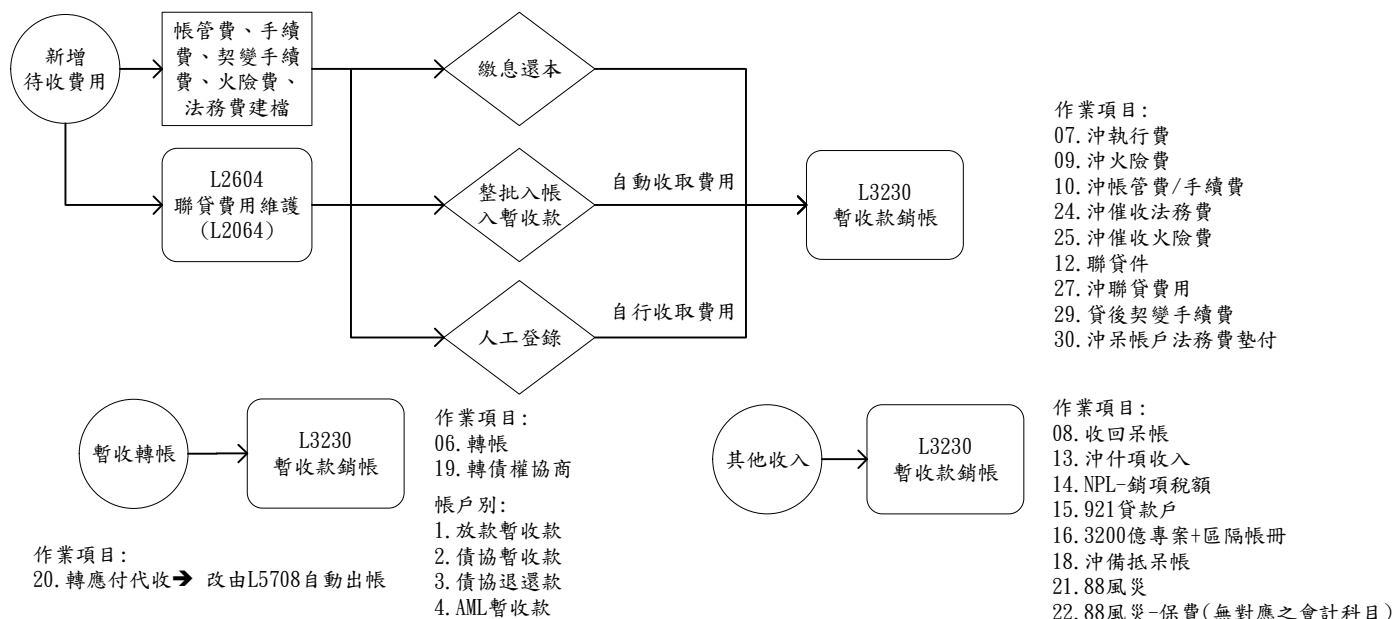 新增
待收費用
帳管費、手續
費、契變手續
費、火險費、
法務費建檔
L2604
聯貸費用維護
(L2064)
繳息還本
整批入帳
入暫收款
人工登錄
自動收取費用
自行收取費用
L3230
暫收款銷帳
作業項目:
07.沖執行費
09.沖火險費
10.沖帳管費/手續費
24.沖催收法務費
25.沖催收火險費
12.聯貸件
27.沖聯貸費用
29.貸後契變手續費
30.沖呆帳戶法務費墊付
暫收轉帳
L3230
暫收款銷帳
作業項目:
20.轉應付代收➔ 改由L5708自動出帳
作業項目:
06.轉帳
19.轉債權協商
帳戶別:
1.放款暫收款
2.債協暫收款
3.債協退還款
4.AML暫收款
其他收入
L3230
暫收款銷帳
作業項目:
08.收回呆帳
13.沖什項收入
14.NPL-銷項稅額
15.921貸款戶
16.3200億專案+區隔帳冊
18.沖備抵呆帳
21.88風災
22.88風災-保費(無對應之會計科目)